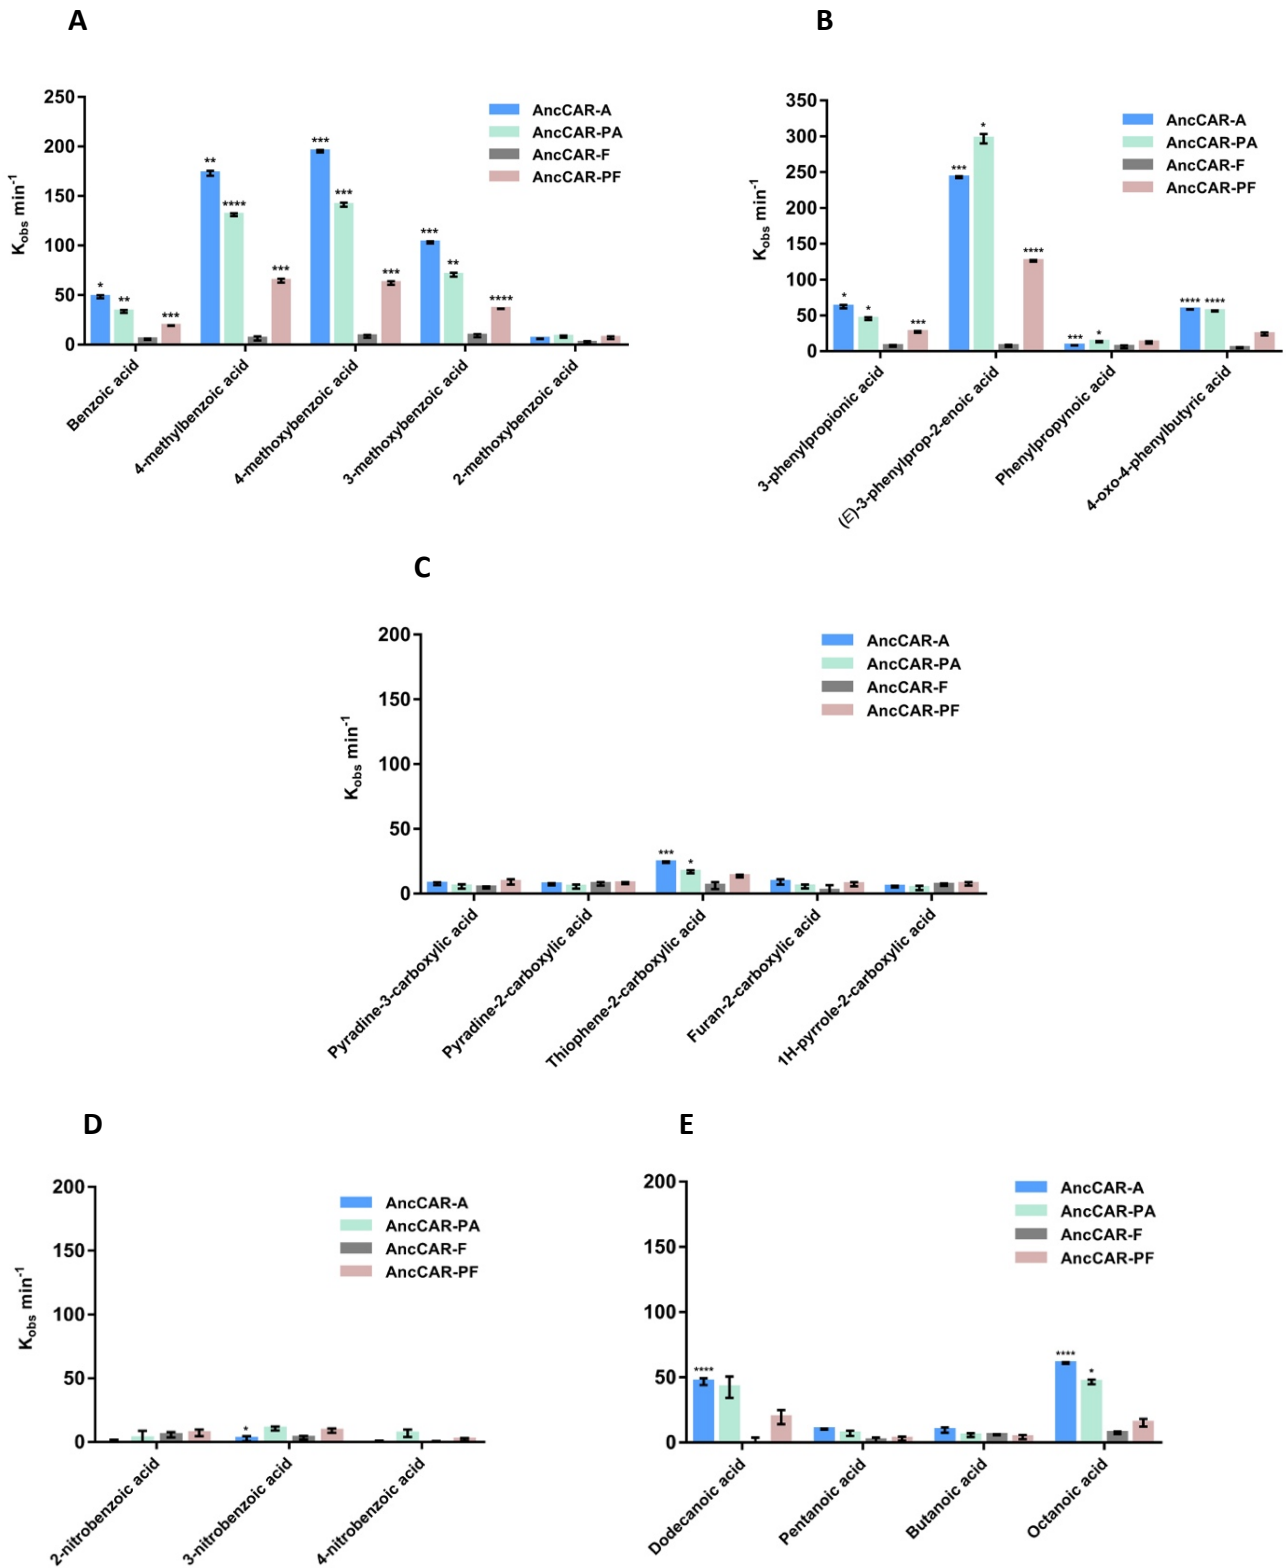 A
250
200
150
100
50
0
Kobs min-1
**
***
*
**
****
***
***
***
***
**
***
****
AncCAR-A
AncCAR-PA
AncCAR-F
AncCAR-PF
Benzoic acid
4-methylbenzoic acid
4-methoxybenzoic acid
3-methoxybenzoic acid
2-methoxybenzoic acid
B
350
300
250
200
150
100
50
0
Kobs min-1
*
*
***
***
*
****
***
*
****
****
AncCAR-A
AncCAR-PA
AncCAR-F
AncCAR-PF
3-phenylpropionic acid
(E)-3-phenylprop-2-enoic acid
Phenylpropynoic acid
4-oxo-4-phenylbutyric acid
C
200
150
100
50
0
Kobs min-1
***
*
AncCAR-A
AncCAR-PA
AncCAR-F
AncCAR-PF
Pyradine-3-carboxylic acid
Pyradine-2-carboxylic acid
Thiophene-2-carboxylic acid
Furan-2-carboxylic acid
1H-pyrrole-2-carboxylic acid
D
200
150
100
50
0
Kobs min-1
*
AncCAR-A
AncCAR-PA
AncCAR-F
AncCAR-PF
2-nitrobenzoic acid
3-nitrobenzoic acid
4-nitrobenzoic acid
E
200
150
100
50
0
****
****
*
AncCAR-A
AncCAR-PA
AncCAR-F
AncCAR-PF
Dodecanoic acid
Pentanoic acid
Butanoic acid
Octanoic acid